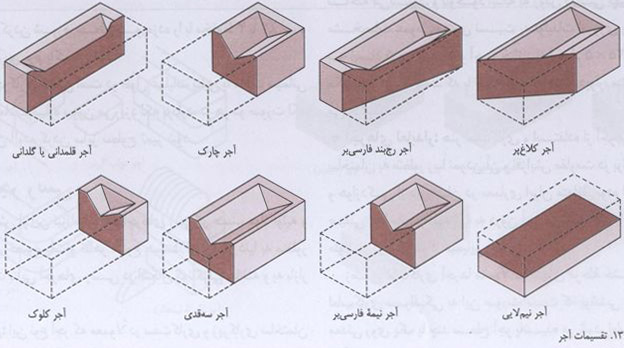 آجر کلاغ‌پر
آجر رج‌بند فارسی‌بر
آجر چارک
آجر قلمدانی یا گلدانی
آجر نیم‌لایی
آجر نیمهٔ فارسی‌بر
آجر سه‌قدی
آجر کلوک
۱۳. تقسیمات آجر